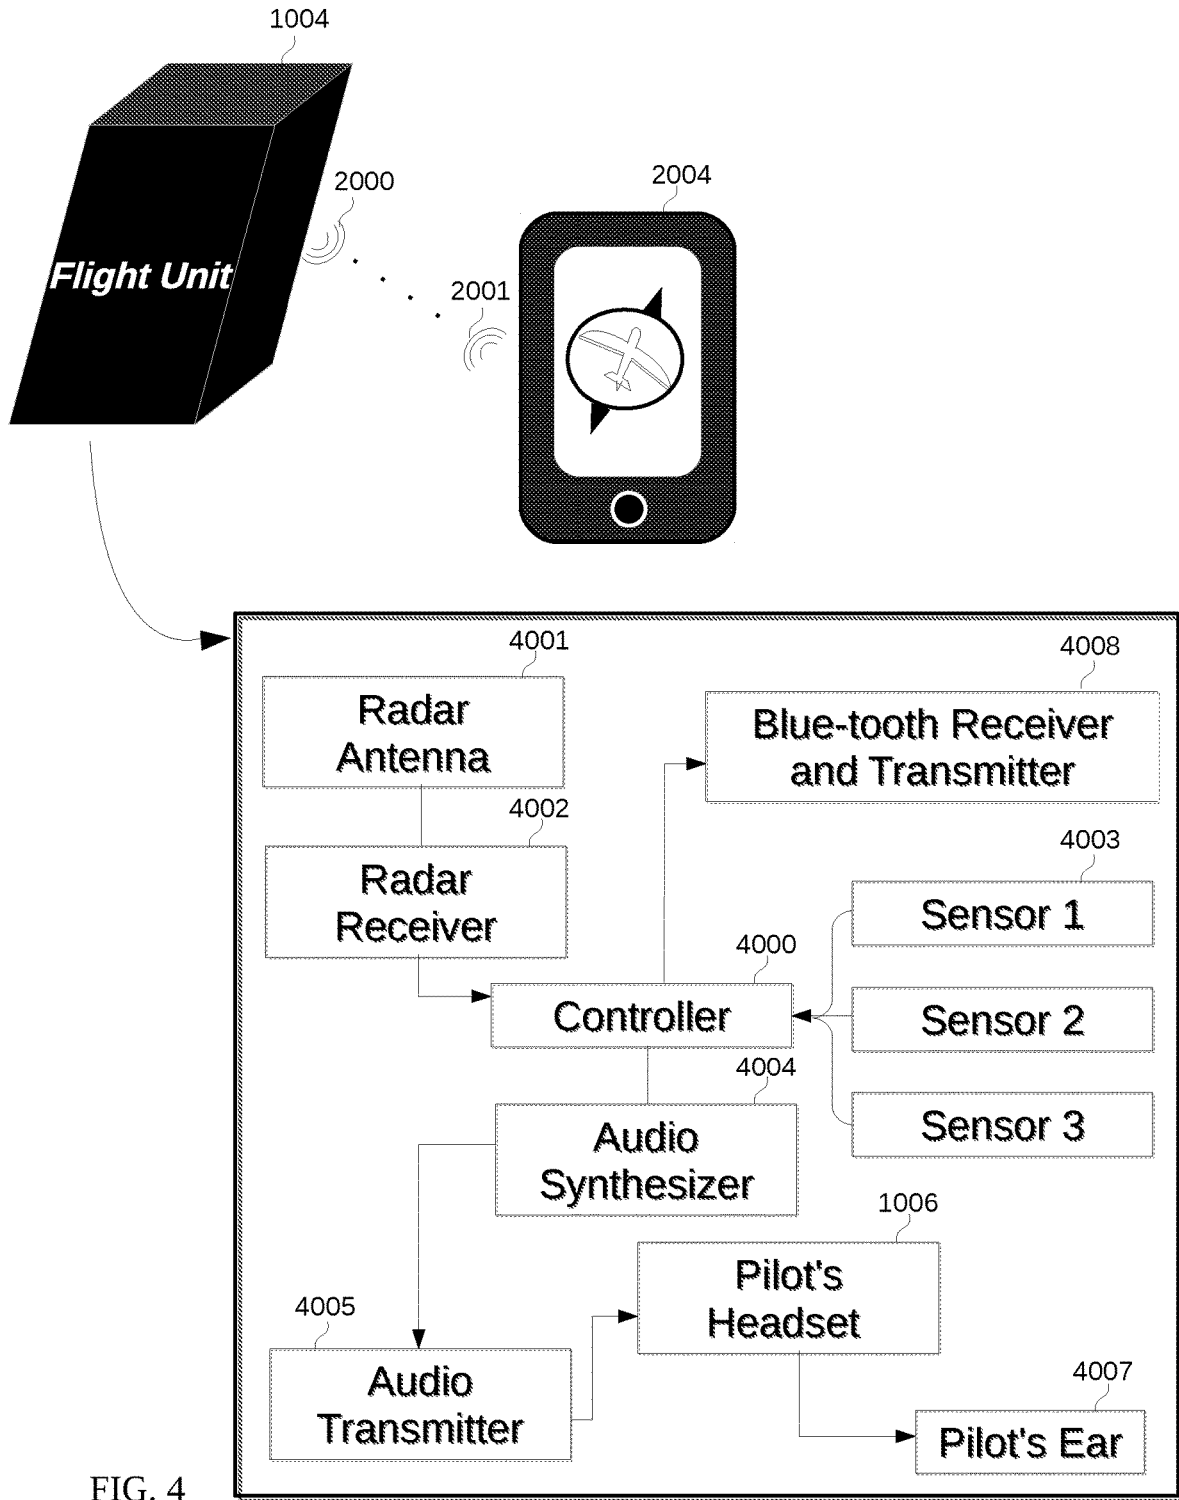 1004
2000
2004
Flight Unit
2001
4001
4008
Radar
Antenna
Blue-tooth Receiver
and Transmitter
4002
4003
Radar
Receiver
Sensor 1
4000
Controller
Sensor 2
4004
Audio
Synthesizer
Sensor 3
1006
Pilot's
Headset
4005
Audio
Transmitter
4007
Pilot's Ear
FIG. 4